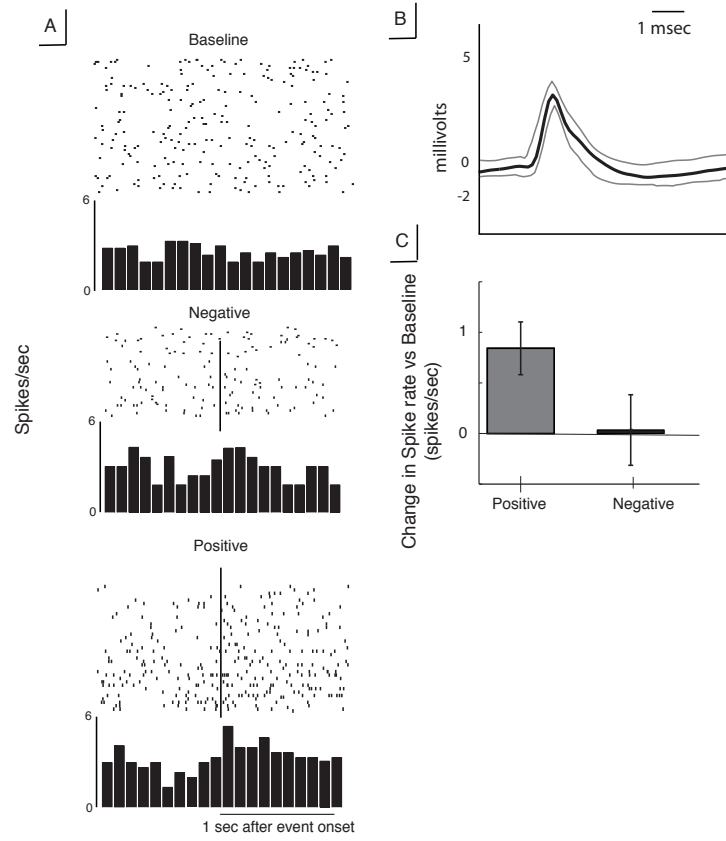 A
Baseline
6
0
Negative
Spikes/sec
6
0
Positive
6
0
1 sec after event onset
B
1 msec
5
millivolts
0
-2
C
Change in Spike rate vs Baseline
(spikes/sec)
1
0
Positive
Negative